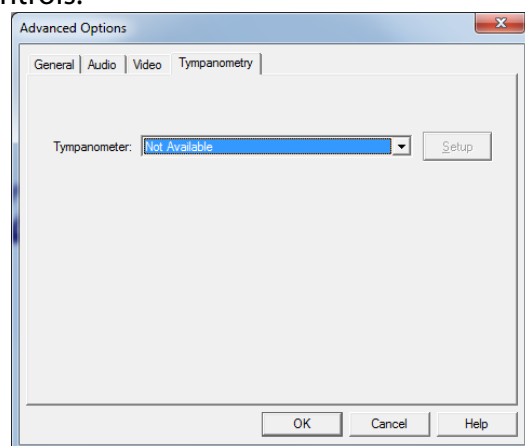 Advanced Options
General Audio Video Tympanometry
Tympanometer: Not Available Setup
OK Cancel Help